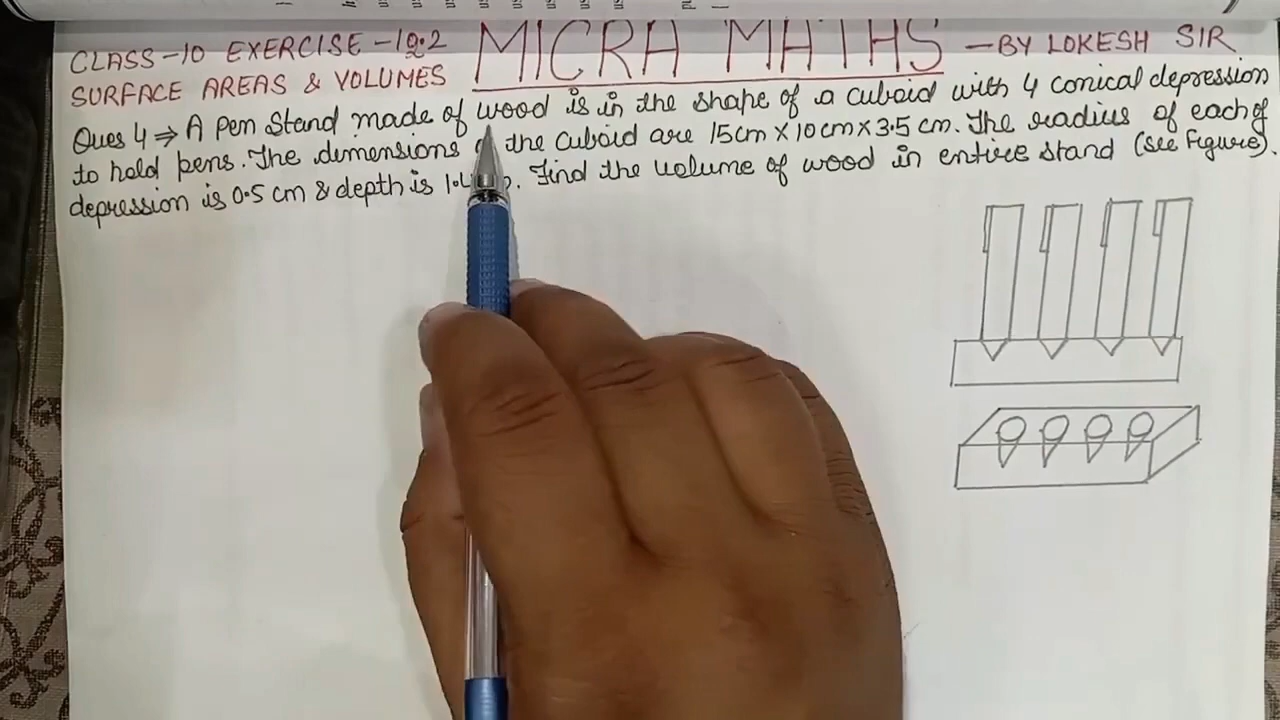 CLASS-10 EXERCISE-12.2 MICRA MATHS -BY LOKESH SIR
SURFACE AREAS & VOLUMES
Ques 4 ⇒ A pen stand made of wood is in the shape of a cuboid with 4 conical depression
to hold pens. The dimensions the cuboid are 15cm X 10cm X 3.5 cm. The radius of each of
depression is 0.5 cm & depth is Find the volume of wood in entire stand (see figure).